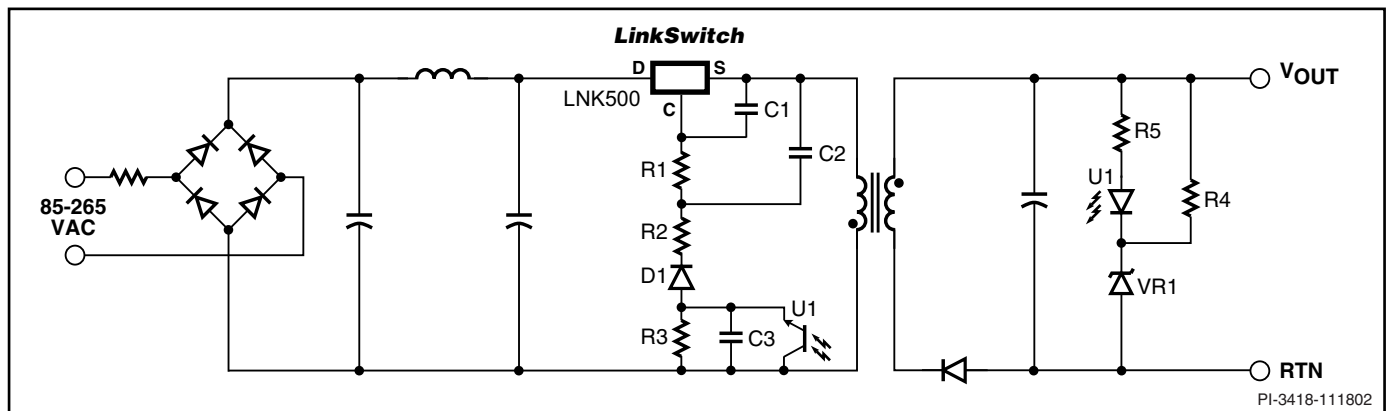 LinkSwitch
D
S
LNK500
C
C1
C2
R1
R2
D1
R3
C3
U1
85-265
VAC
VOUT
R5
U1
R4
VR1
RTN
PI-3418-111802